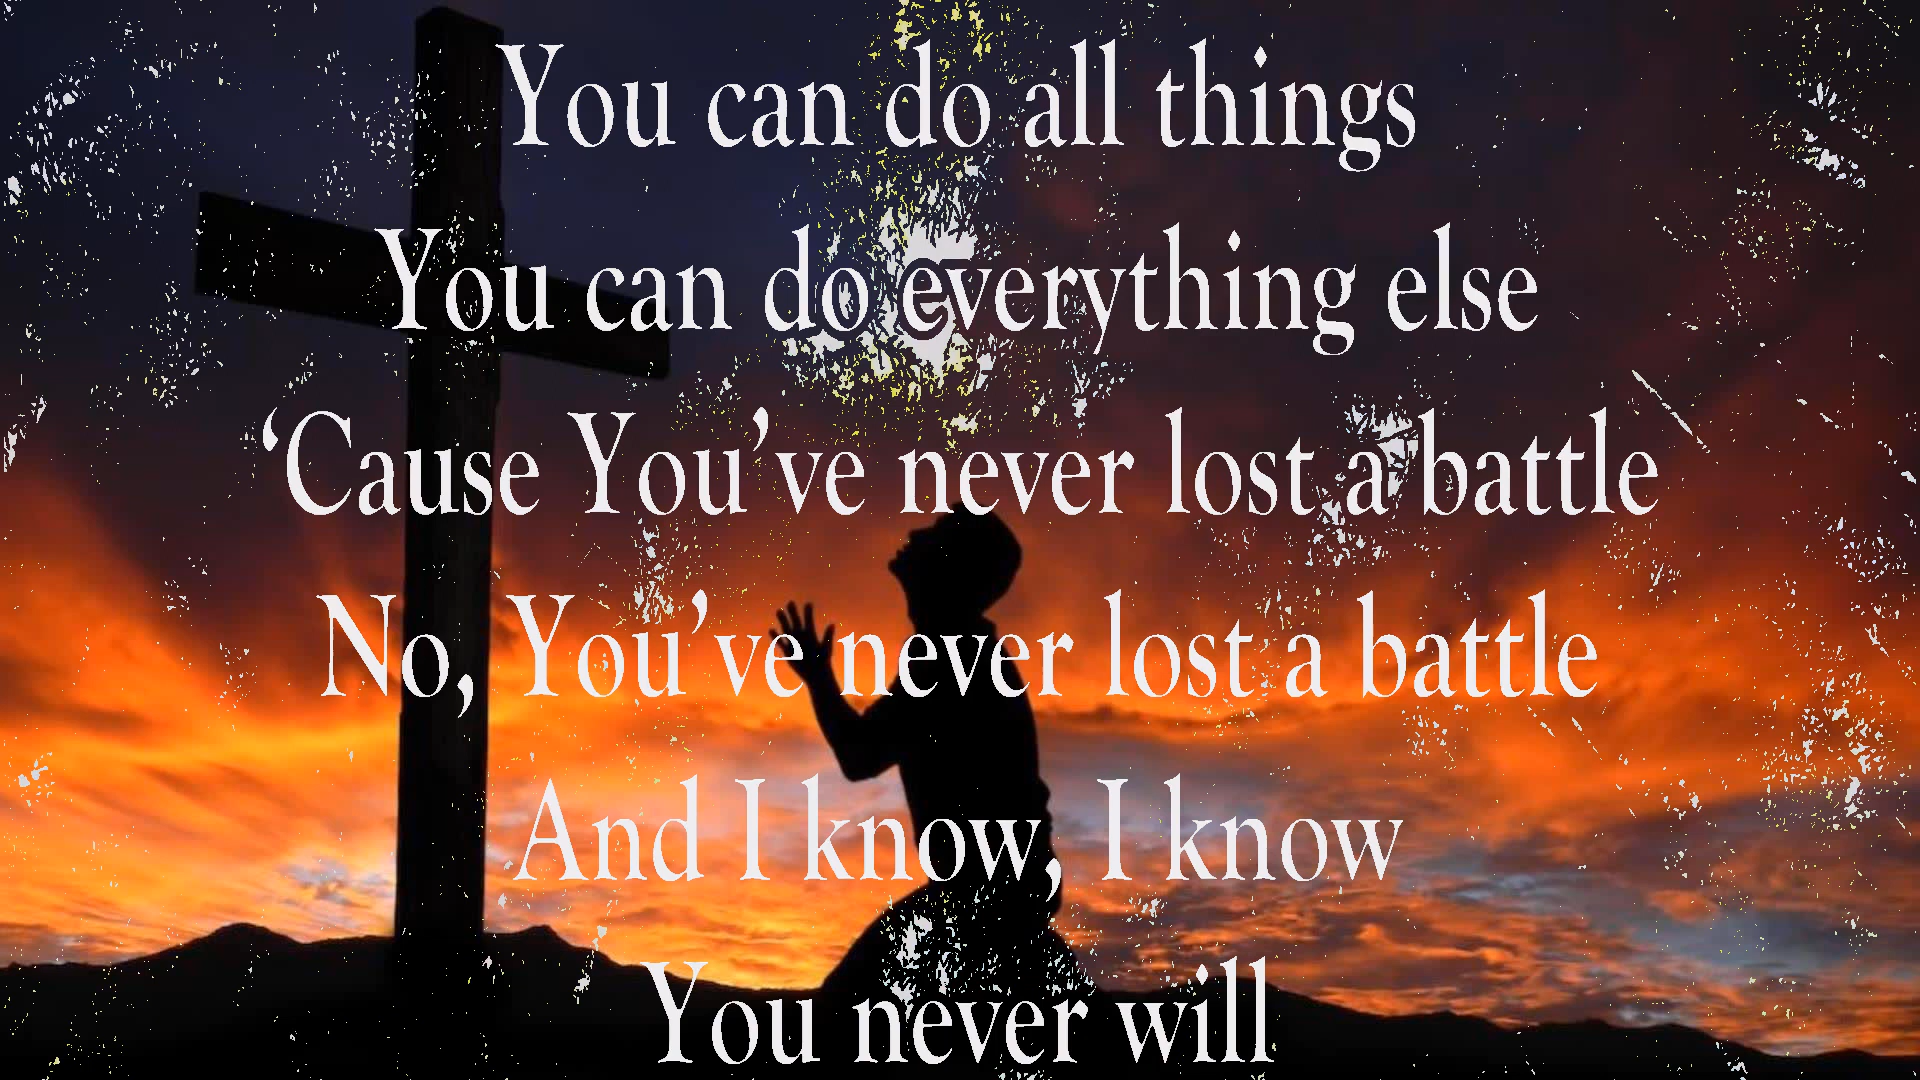 You can do all things
You can do everything else
‘Cause You’ve never lost a battle
No, You’ve never lost a battle
And I know, I know
You never will